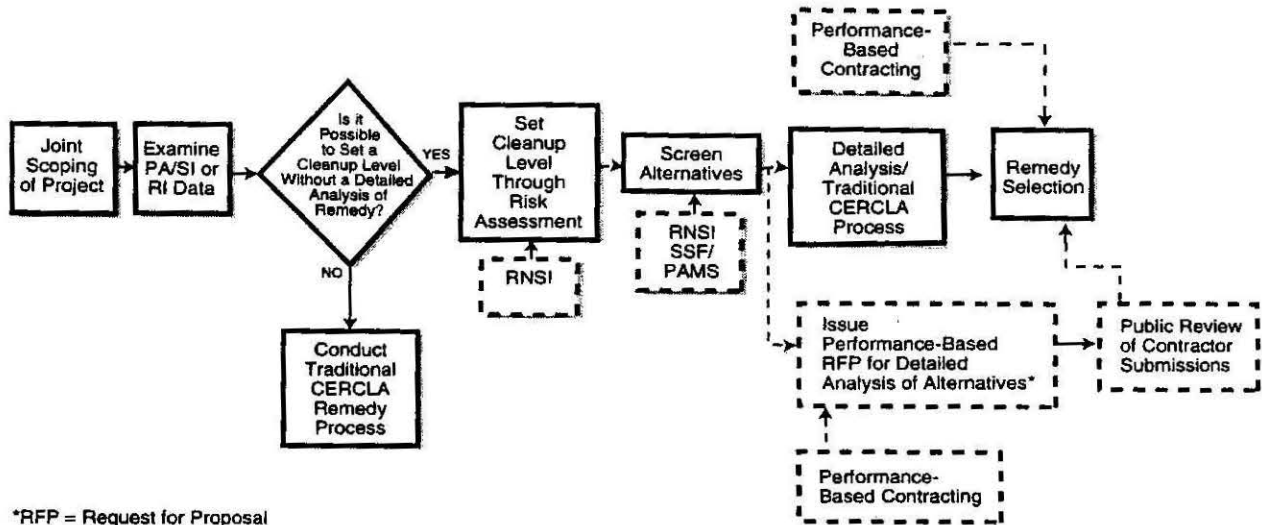 Joint
Scoping
of Project
Examine
PA/SI or
RI Data
Is it
Possible
to Set a
Cleanup Level
Without a Detailed
Analysis of
Remedy?
YES
NO
Conduct
Traditional
CERCLA
Remedy
Process
Set
Cleanup
Level
Through
Risk
Assessment
RNSI
Screen
Alternatives
RNSI
SSF/
PAMS
Detailed
Analysis/
Traditional
CERCLA
Process
Performance-
Based
Contracting
Remedy
Selection
Issue
Performance-Based
RFP for Detailed
Analysis of Alternatives*
Public Review
of Contractor
Submissions
Performance-
Based Contracting
*RFP = Request for Proposal